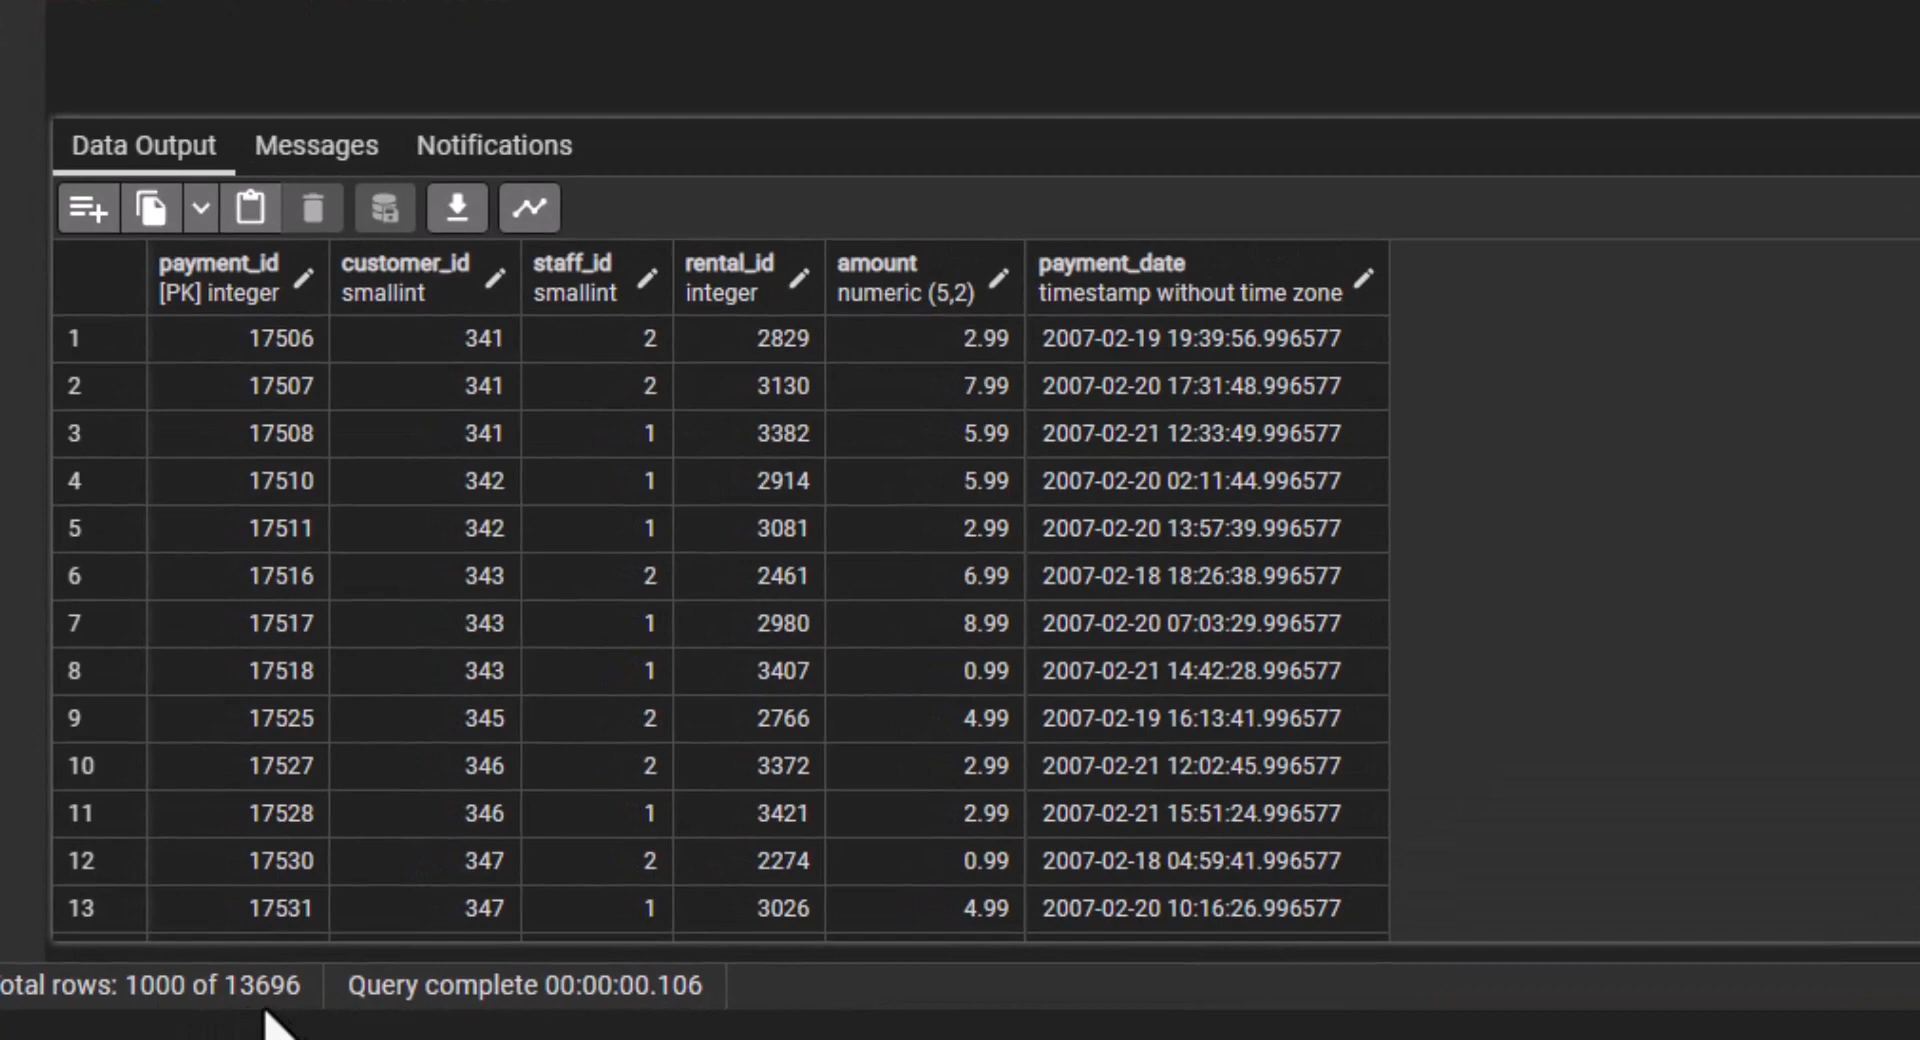 Data Output Messages Notifications
payment_id customer_id staff_id rental_id amount payment_date
[PK] integer smallint smallint integer numeric (5,2) timestamp without time zone
1 17506 341 2 2829 2.99 2007-02-19 19:39:56.996577
2 17507 341 2 3130 7.99 2007-02-20 17:31:48.996577
3 17508 341 1 3382 5.99 2007-02-21 12:33:49.996577
4 17510 342 1 2914 5.99 2007-02-20 02:11:44.996577
5 17511 342 1 3081 2.99 2007-02-20 13:57:39.996577
6 17516 343 2 2461 6.99 2007-02-18 18:26:38.996577
7 17517 343 1 2980 8.99 2007-02-20 07:03:29.996577
8 17518 343 1 3407 0.99 2007-02-21 14:42:28.996577
9 17525 345 2 2766 4.99 2007-02-19 16:13:41.996577
10 17527 346 2 3372 2.99 2007-02-21 12:02:45.996577
11 17528 346 1 3421 2.99 2007-02-21 15:51:24.996577
12 17530 347 2 2274 0.99 2007-02-18 04:59:41.996577
13 17531 347 1 3026 4.99 2007-02-20 10:16:26.996577
otal rows: 1000 of 13696 Query complete 00:00:00.106